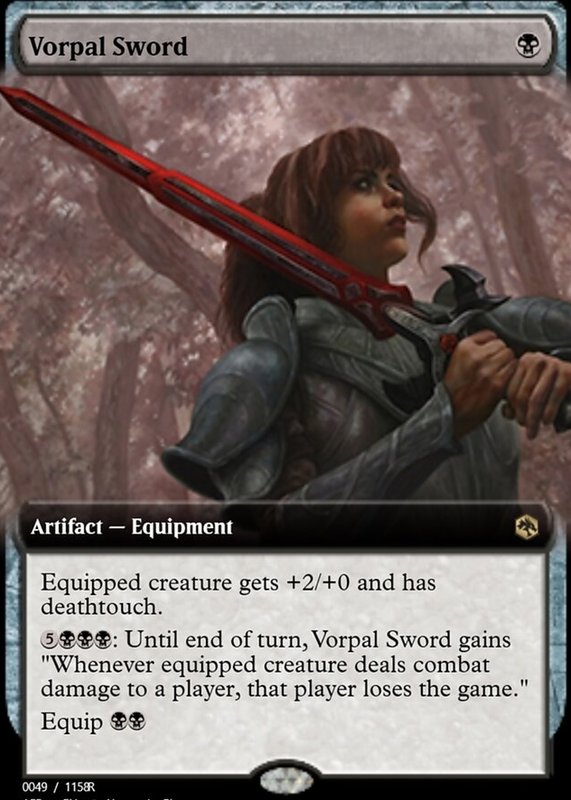 Vorpal Sword
Artifact — Equipment
Equipped creature gets +2/+0 and has
deathtouch.
5: Until end of turn, Vorpal Sword gains
"Whenever equipped creature deals combat
damage to a player, that player loses the game."
Equip
0049 / 1158R